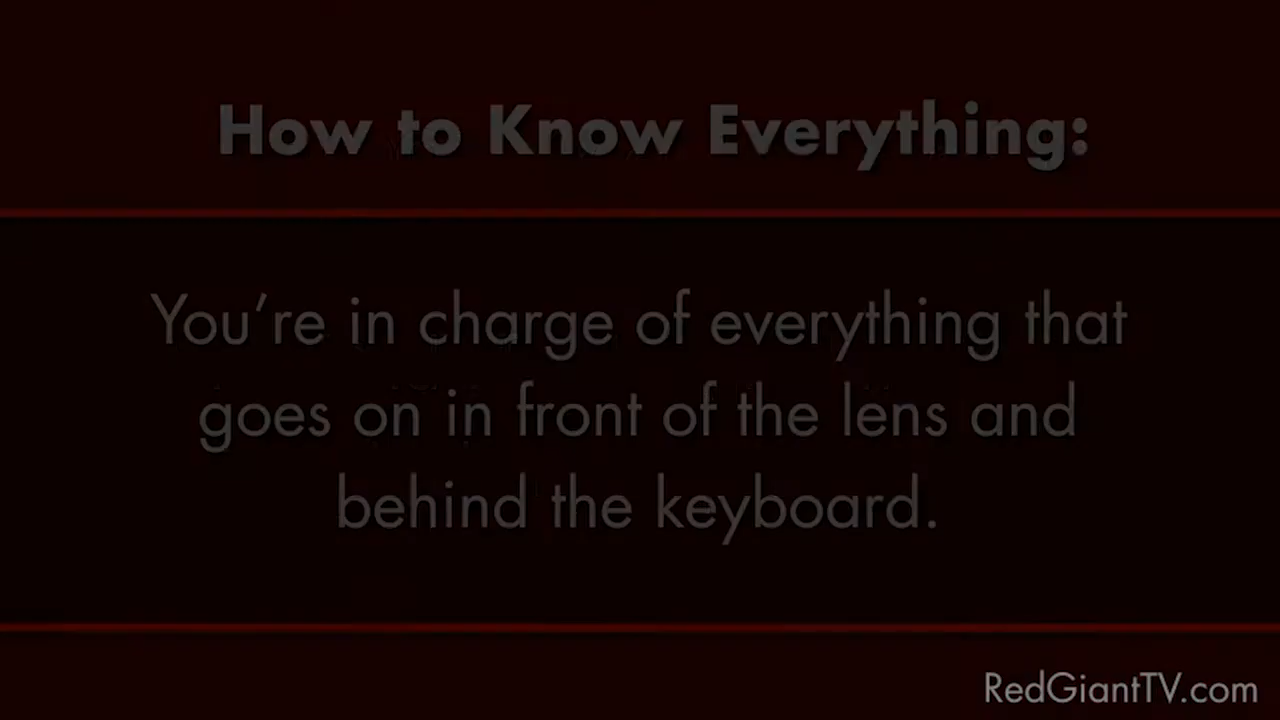 How to Know Everything:
You’re in charge of everything that
goes on in front of the lens and
behind the keyboard.
RedGiantTV.com